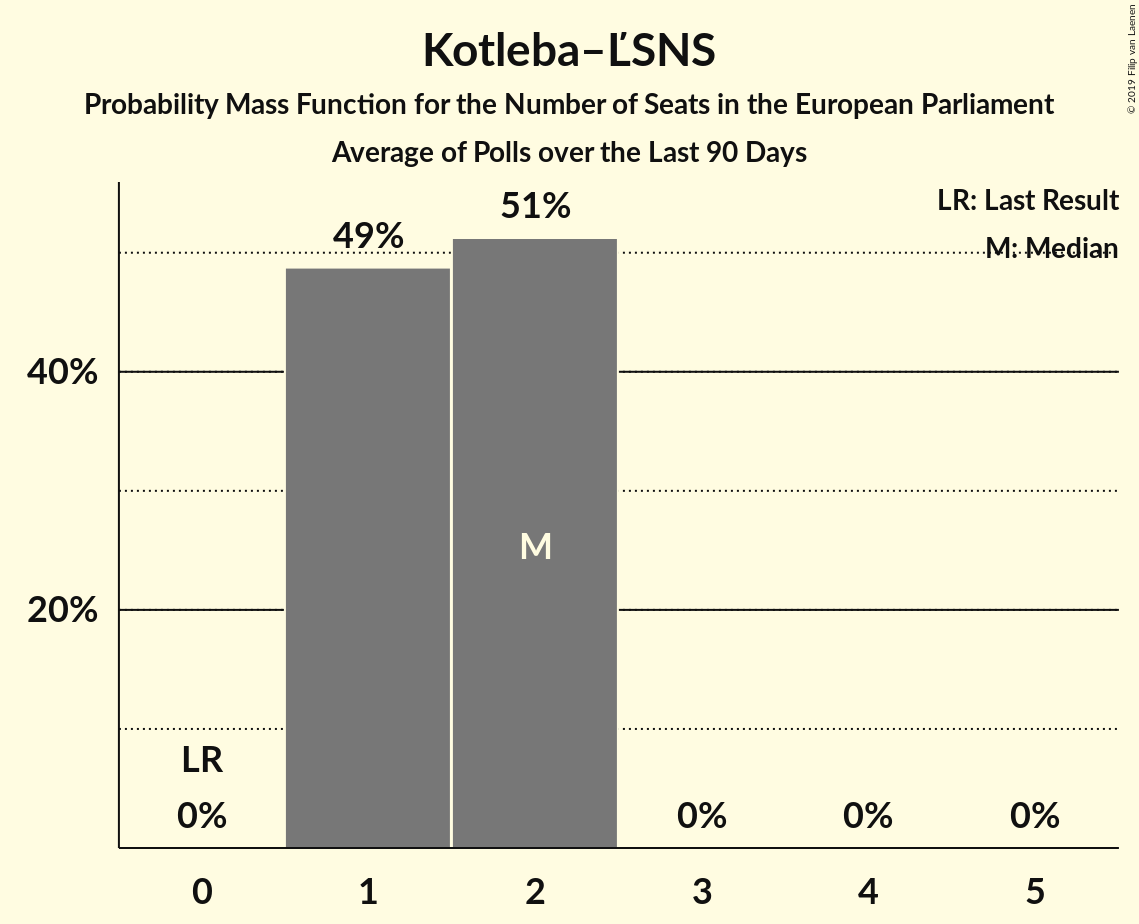 Kotleba–ĽSNS
Probability Mass Function for the Number of Seats in the European Parliament
Average of Polls over the Last 90 Days
© 2019 Filip van Laenen
LR: Last Result
M: Median
51%
49%
40%
M
20%
LR
0%
0%
0%
0%
0
1
2
3
4
5